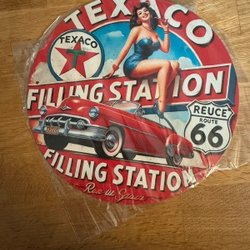 TEXACO
TEXACO
T
FILLING STATION
REUCE
ROUTE
66
FILLING STATION